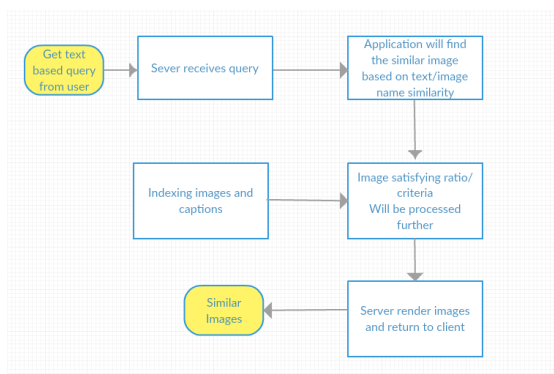 Get text
based query
from user
Sever receives query
Application will find
the similar image
based on text/image
name similarity
Indexing images and
captions
Image satisfying ratio/
criteria
Will be processed
further
Similar
Images
Server render images
and return to client